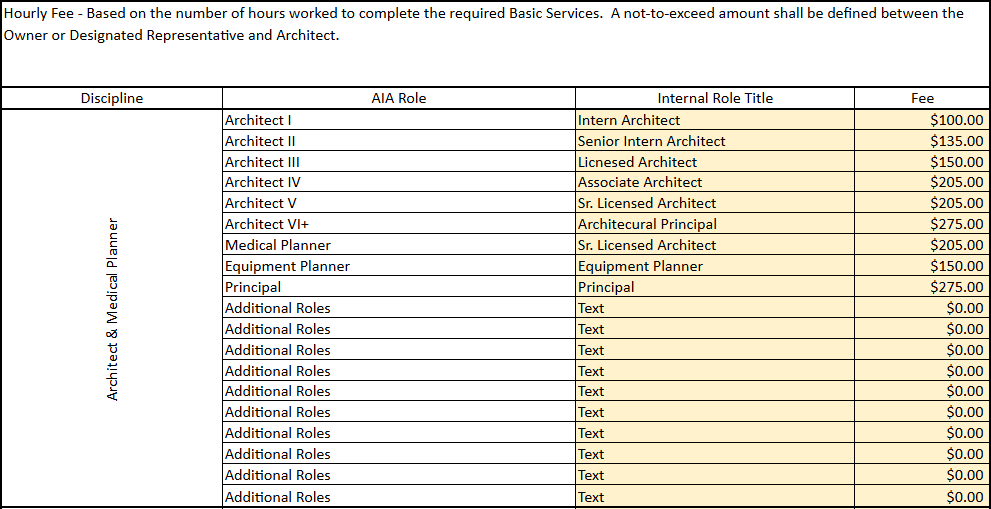 Hourly Fee - Based on the number of hours worked to complete the required Basic Services.  A not-to-exceed amount shall be defined between the
Owner or Designated Representative and Architect.
Discipline AIA Role Internal Role Title Fee
Architect & Medical Planner
Architect I Intern Architect $100.00
Architect II Senior Intern Architect $135.00
Architect III Licnesed Architect $150.00
Architect IV Associate Architect $205.00
Architect V Sr. Licensed Architect $205.00
Architect VI+ Architecural Principal $275.00
Medical Planner Sr. Licensed Architect $205.00
Equipment Planner Equipment Planner $150.00
Principal Principal $275.00
Additional Roles Text $0.00
Additional Roles Text $0.00
Additional Roles Text $0.00
Additional Roles Text $0.00
Additional Roles Text $0.00
Additional Roles Text $0.00
Additional Roles Text $0.00
Additional Roles Text $0.00
Additional Roles Text $0.00
Additional Roles Text $0.00